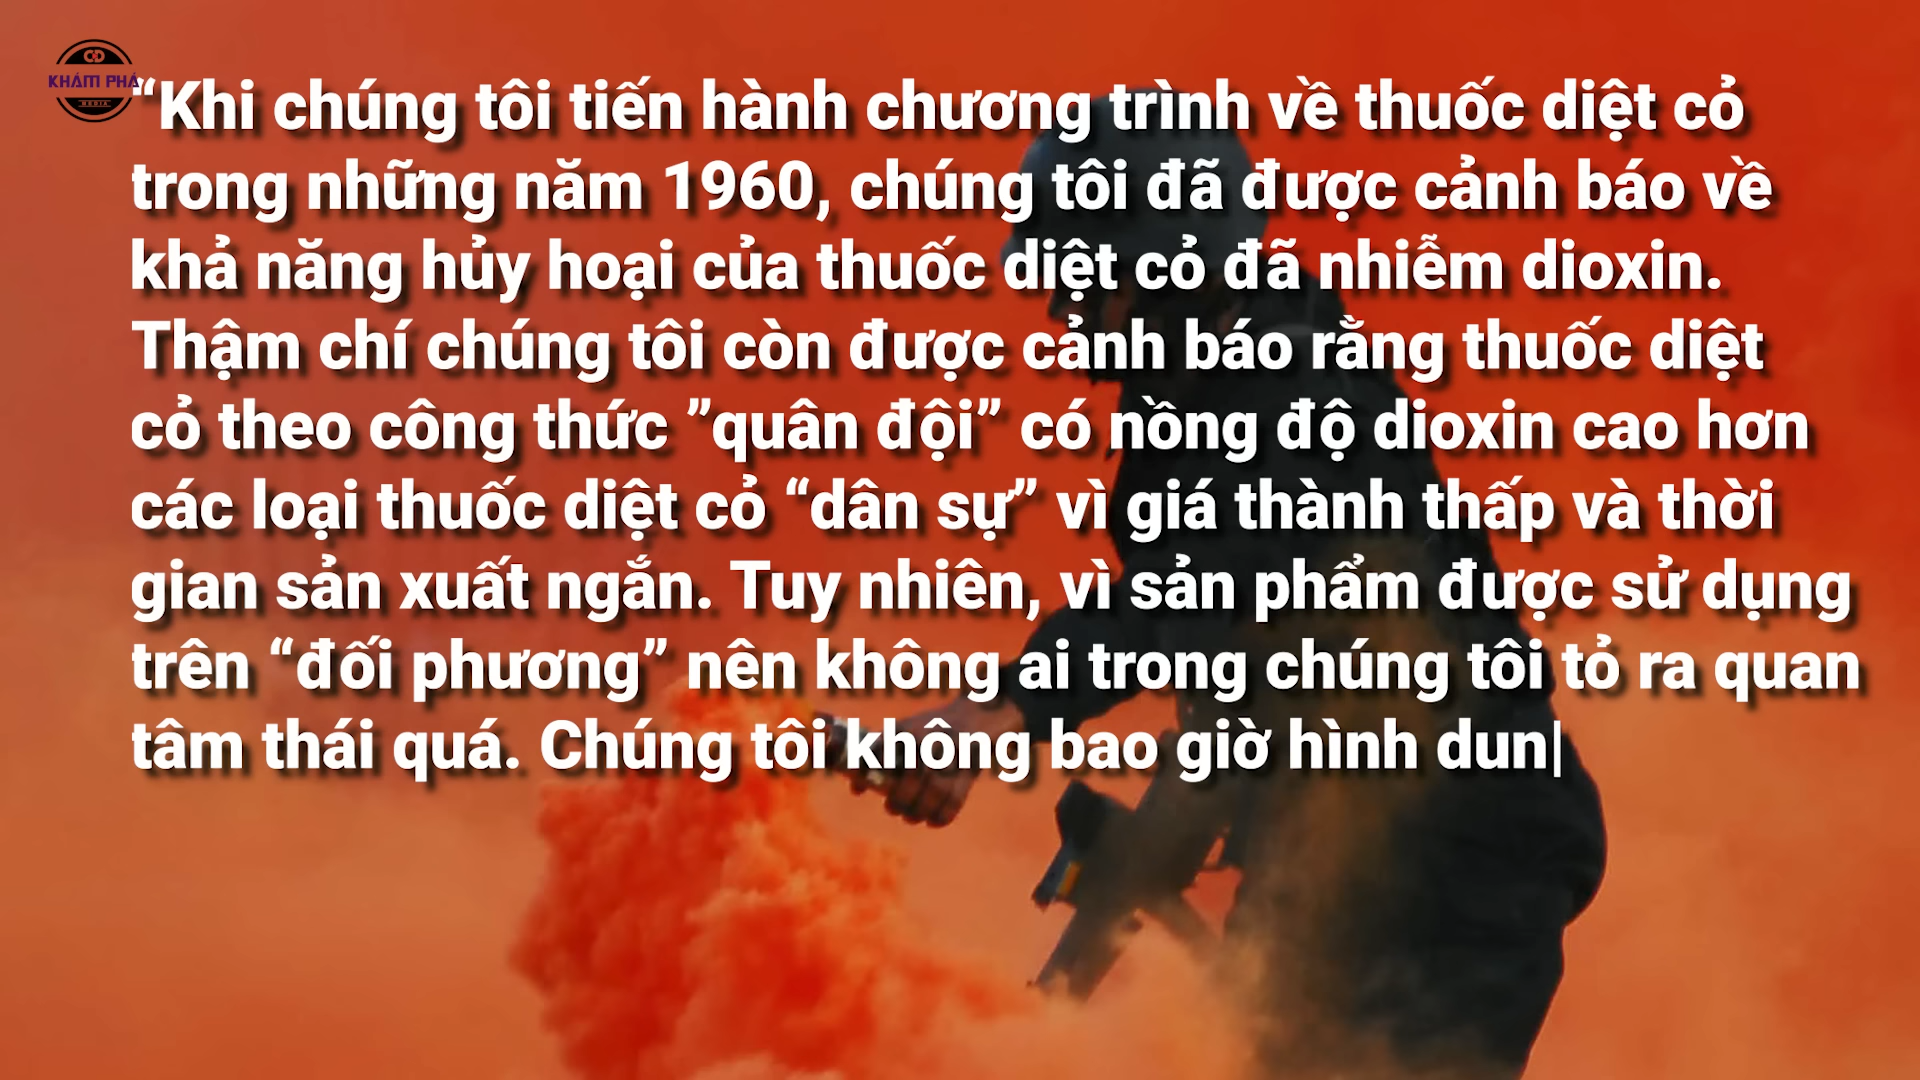 KHÁM PHÁ
MEDIA
“Khi chúng tôi tiến hành chương trình về thuốc diệt cỏ
trong những năm 1960, chúng tôi đã được cảnh báo về
khả năng hủy hoại của thuốc diệt cỏ đã nhiễm dioxin.
Thậm chí chúng tôi còn được cảnh báo rằng thuốc diệt
cỏ theo công thức ”quân đội” có nồng độ dioxin cao hơn
các loại thuốc diệt cỏ “dân sự” vì giá thành thấp và thời
gian sản xuất ngắn. Tuy nhiên, vì sản phẩm được sử dụng
trên “đối phương” nên không ai trong chúng tôi tỏ ra quan
tâm thái quá. Chúng tôi không bao giờ hình dun|